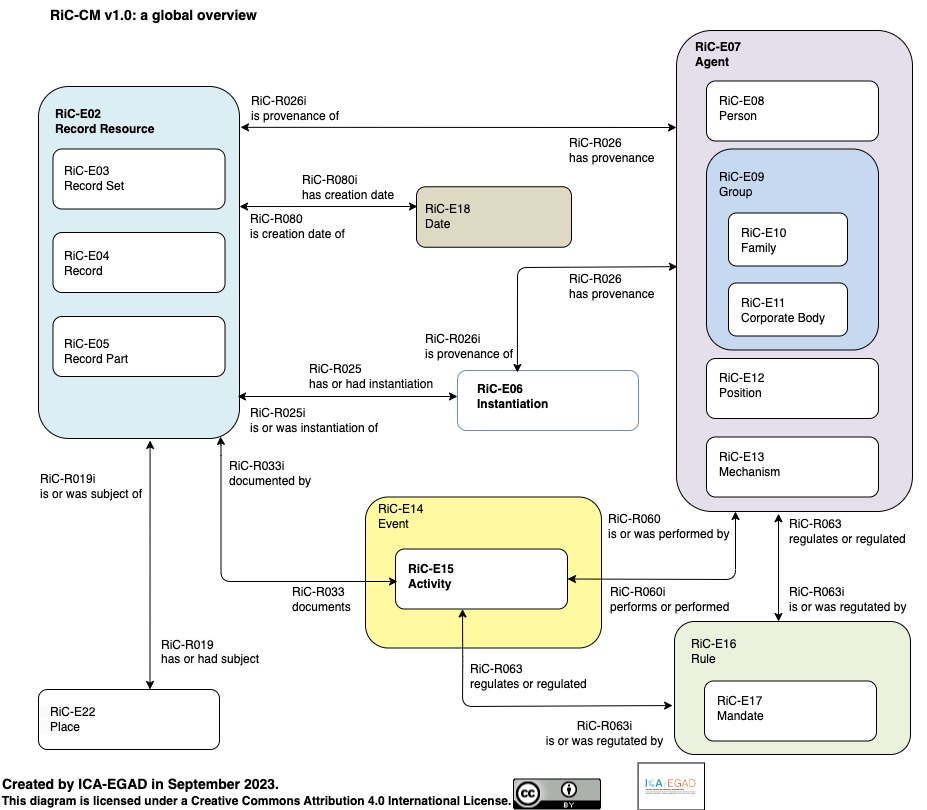 RiC-CM v1.0: a global overview
RiC-E02
Record Resource
RiC-E03
Record Set
RiC-E04
Record
RiC-E05
Record Part
RiC-R026i
is provenance of
RiC-R026
has provenance
RiC-R080i
has creation date
RiC-R080
is creation date of
RiC-E18
Date
RiC-R026
has provenance
RiC-R026i
is provenance of
RiC-R025
has or had instantiation
RiC-R025i
is or was instantiation of
RiC-E06
Instantiation
RiC-E07
Agent
RiC-E08
Person
RiC-E09
Group
RiC-E10
Family
RiC-E11
Corporate Body
RiC-E12
Position
RiC-E13
Mechanism
RiC-R019i
is or was subject of
RiC-R033i
documented by
RiC-E14
Event
RiC-E15
Activity
RiC-R033
documents
RiC-R060
is or was performed by
RiC-R060i
performs or performed
RiC-R063
regulates or regulated
RiC-R063i
is or was regutated by
RiC-R019
has or had subject
RiC-R063
regulates or regulated
RiC-R063i
is or was regutated by
RiC-E16
Rule
RiC-E17
Mandate
RiC-E22
Place
Created by ICA-EGAD in September 2023.
This diagram is licensed under a Creative Commons Attribution 4.0 International License.
cc
BY
ICA/EGAD